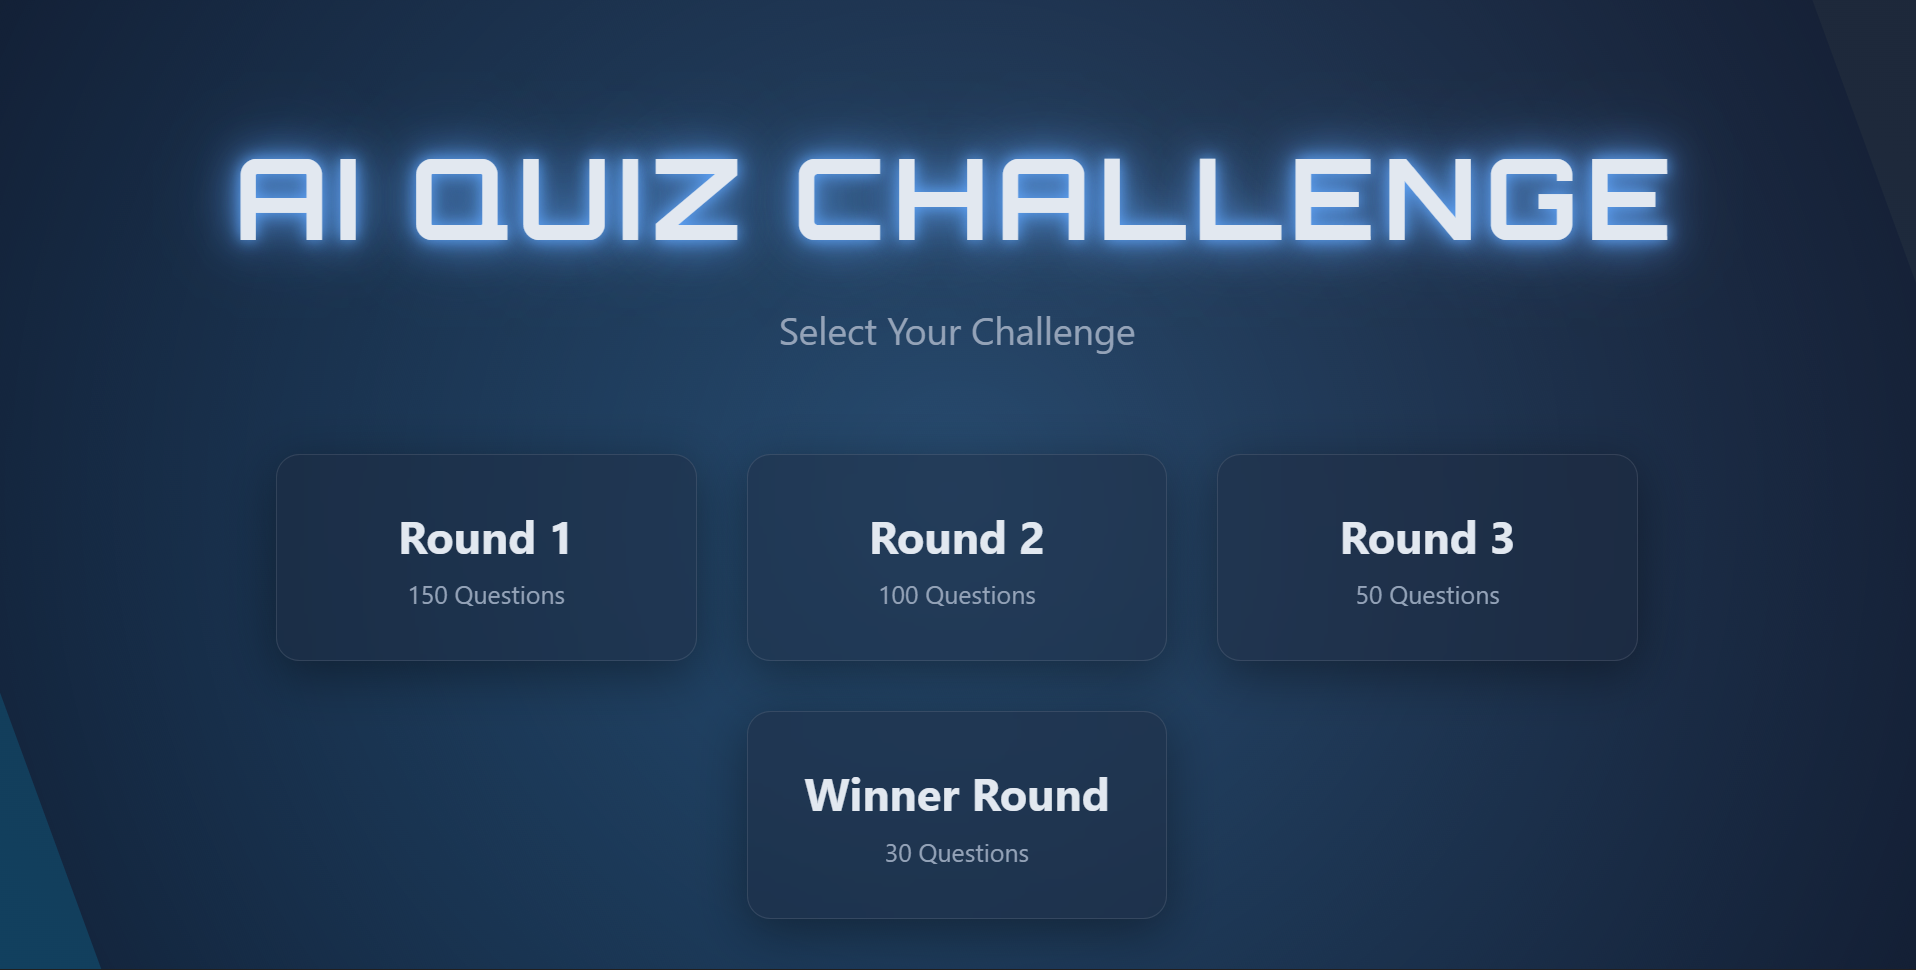 AI QUIZ CHALLENGE
Select Your Challenge
Round 1
150 Questions
Round 2
100 Questions
Round 3
50 Questions
Winner Round
30 Questions